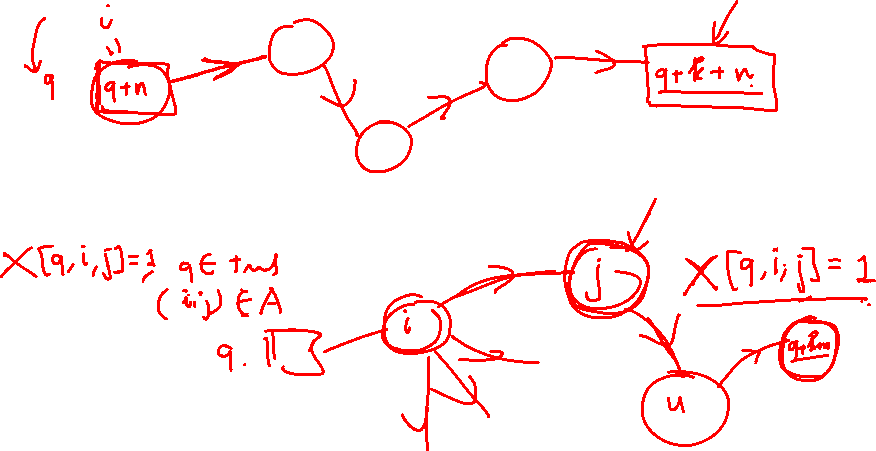 i
q
q+n
q+k+n
X[q,i,j]=1, q∈
(i,j)∈A
i
j
X[q,i,j]=1
q.
u